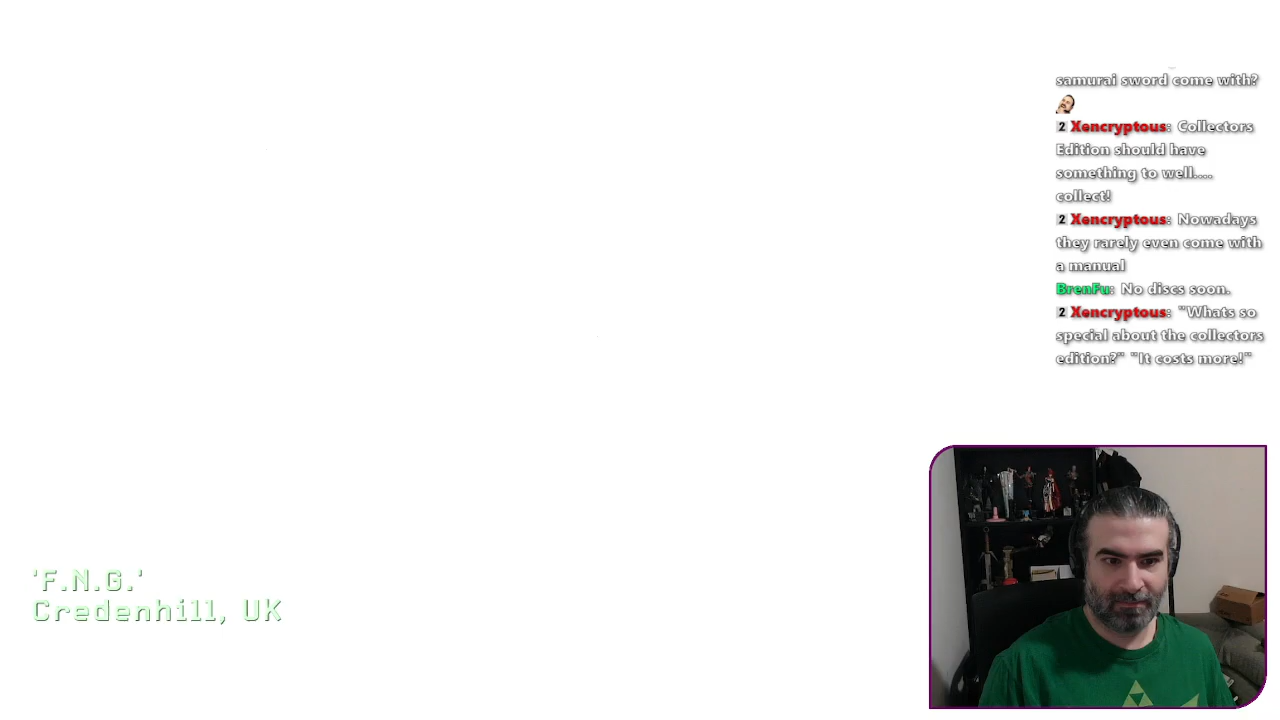 samurai sword come with?
2 Xencryptous: Collectors
Edition should have
something to well....
collect!
2 Xencryptous: Nowadays
they rarely even come with
a manual
BrenFu: No discs soon.
2 Xencryptous: "Whats so
special about the collectors
edition?" "It costs more!"
'F.N.G.'
Credenhill, UK